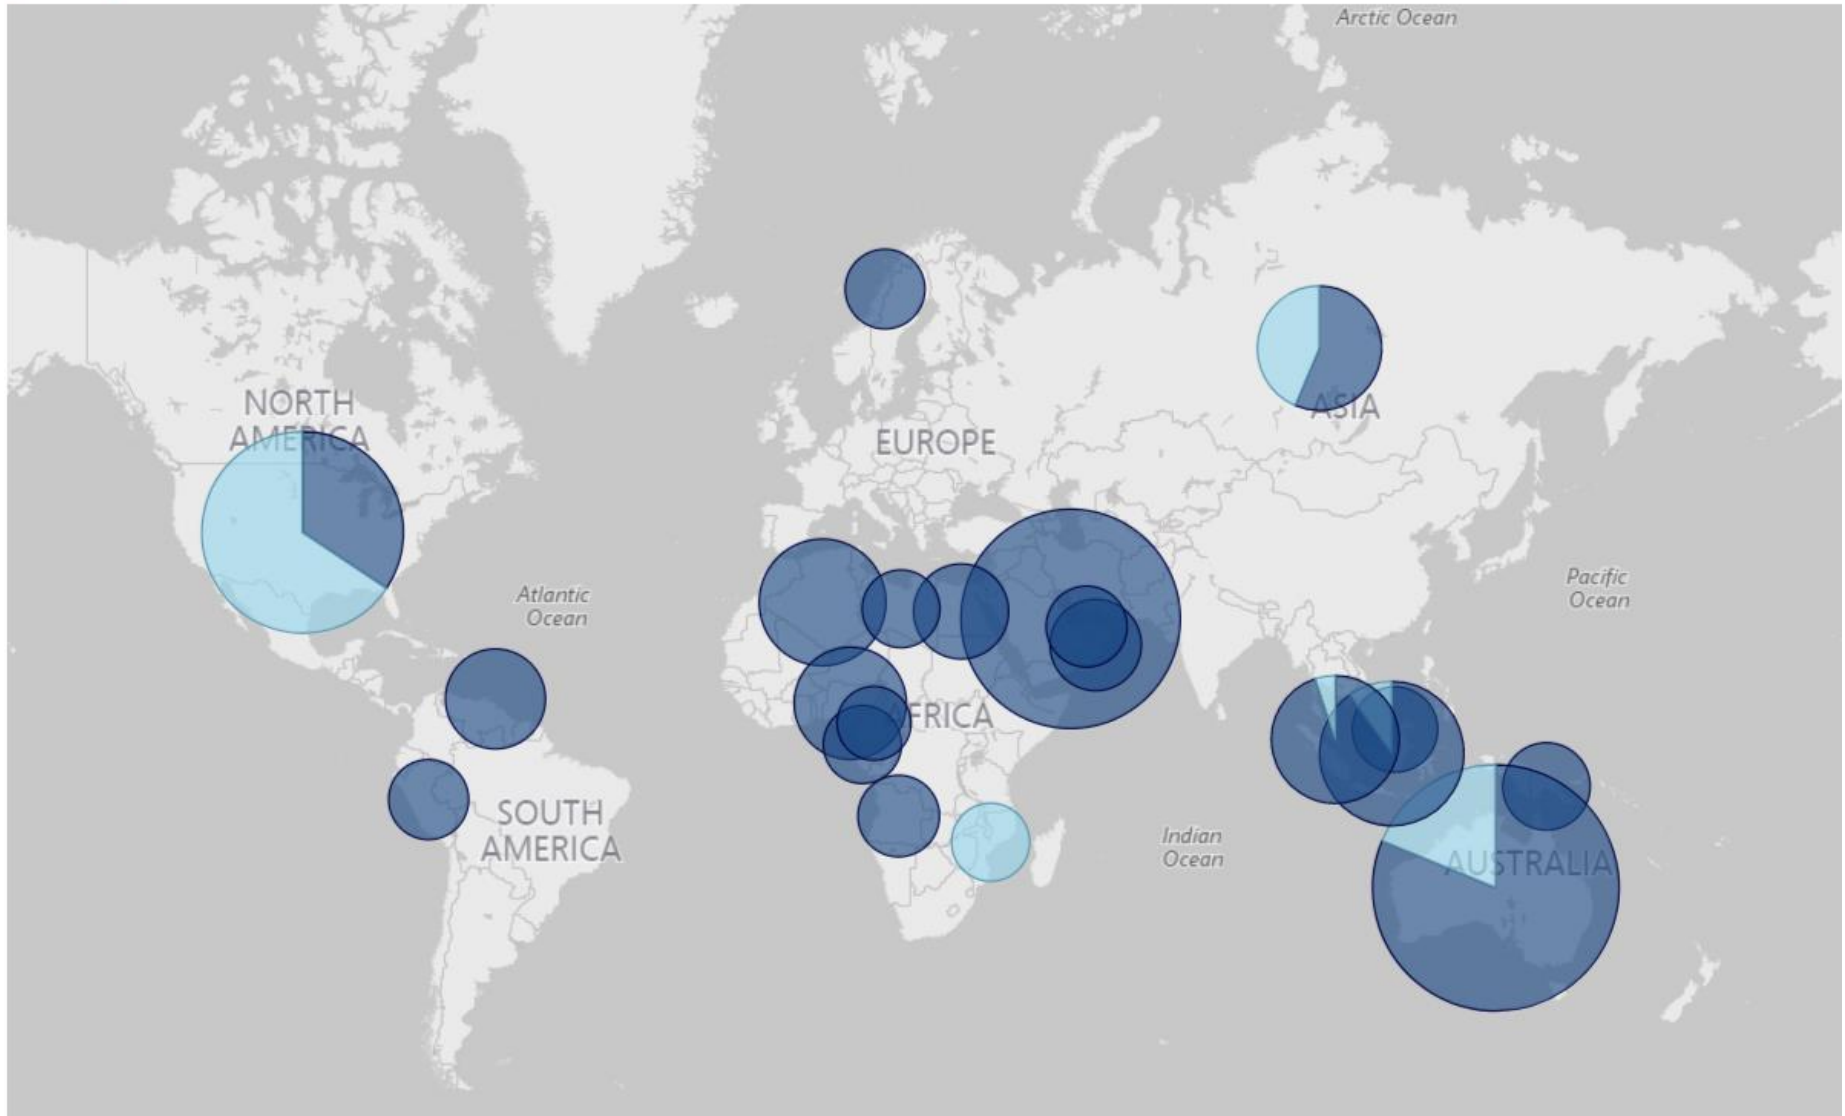 Arctic Ocean
NORTH
AMERICA
EUROPE
ASIA
Atlantic
Ocean
Pacific
Ocean
AFRICA
SOUTH
AMERICA
Indian
Ocean
AUSTRALIA